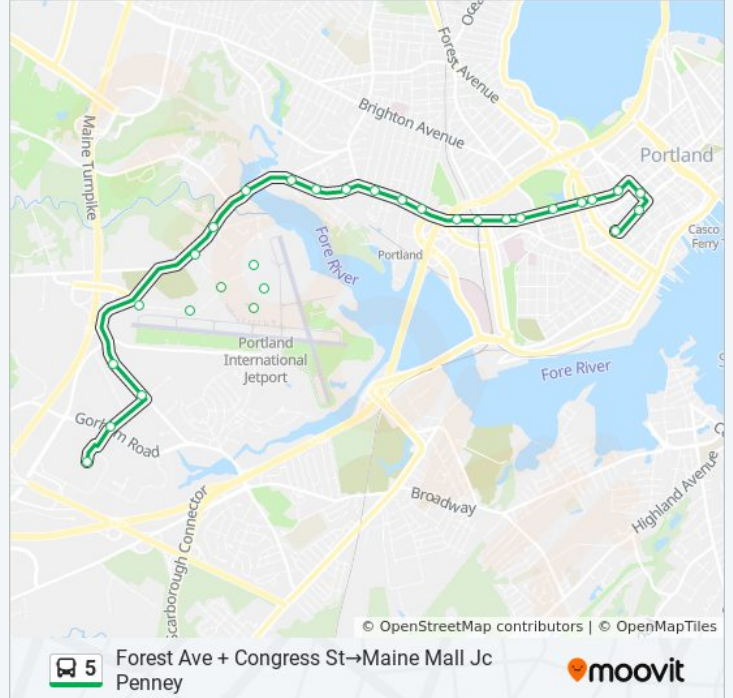 Oce
Forest Avenue
Brighton Avenue
Maine Turnpike
Portland
Casco
Ferry T
Fore River
Portland
Portland
International
Jetport
Fore River
Gorham Road
Broadway
Highland Avenue
Scarborough Connector
S
C
© OpenStreetMap contributors | © OpenMapTiles
5
Forest Ave + Congress St→Maine Mall Jc
Penney
moovit